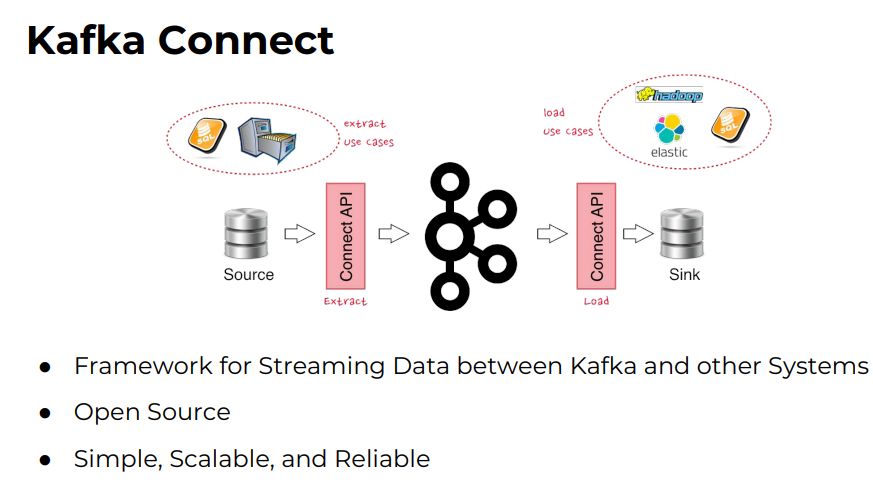 Kafka Connect
SQL
extract
use cases
load
use cases
hadoop
elastic
SQL
Source
Connect API
Extract
Connect API
Load
Sink
● Framework for Streaming Data between Kafka and other Systems
● Open Source
● Simple, Scalable, and Reliable